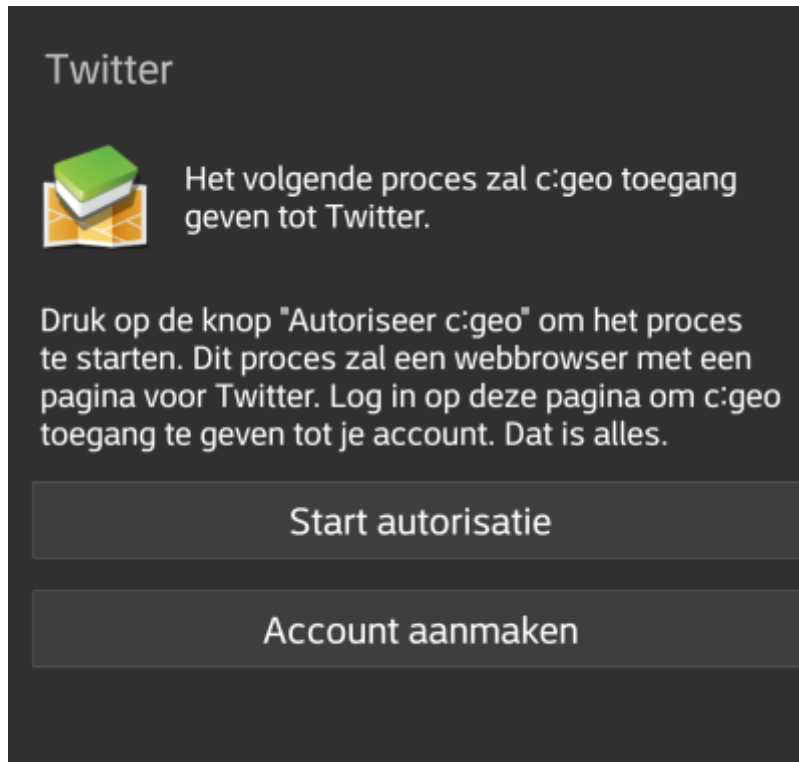 Twitter
Het volgende proces zal c:geo toegang
geven tot Twitter.
Druk op de knop "Autoriseer c:geo" om het proces
te starten. Dit proces zal een webbrowser met een
pagina voor Twitter. Log in op deze pagina om c:geo
toegang te geven tot je account. Dat is alles.
Start autorisatie
Account aanmaken